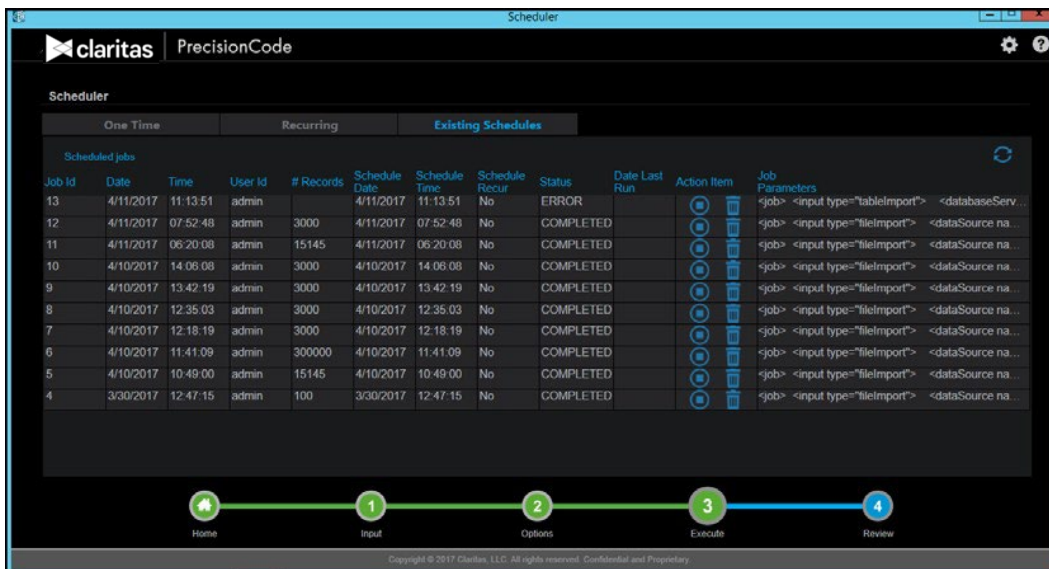 Scheduler
claritas PrecisionCode
Scheduler
One Time Recurring Existing Schedules
Scheduled jobs
Job Id Date Time User Id # Records Schedule Date Schedule Time Schedule Recur Status Date Last Run Action Item Job Parameters
13 4/11/2017 11:13:51 admin 4/11/2017 11:13:51 No ERROR <job> <input type="tableImport"> <databaseServ...
12 4/11/2017 07:52:48 admin 3000 4/11/2017 07:52:48 No COMPLETED <job> <input type="fileImport"> <dataSource na...
11 4/11/2017 06:20:08 admin 15145 4/11/2017 06:20:08 No COMPLETED <job> <input type="fileImport"> <dataSource na...
10 4/10/2017 14:06:08 admin 3000 4/10/2017 14:06:08 No COMPLETED <job> <input type="fileImport"> <dataSource na...
9 4/10/2017 13:42:19 admin 3000 4/10/2017 13:42:19 No COMPLETED <job> <input type="fileImport"> <dataSource na...
8 4/10/2017 12:35:03 admin 3000 4/10/2017 12:35:03 No COMPLETED <job> <input type="fileImport"> <dataSource na...
7 4/10/2017 12:18:19 admin 3000 4/10/2017 12:18:19 No COMPLETED <job> <input type="fileImport"> <dataSource na...
6 4/10/2017 11:41:09 admin 300000 4/10/2017 11:41:09 No COMPLETED <job> <input type="fileImport"> <dataSource na...
5 4/10/2017 10:49:00 admin 15145 4/10/2017 10:49:00 No COMPLETED <job> <input type="fileImport"> <dataSource na...
4 3/30/2017 12:47:15 admin 100 3/30/2017 12:47:15 No COMPLETED <job> <input type="fileImport"> <dataSource na...
1 2 3 4
Home Input Options Execute Review
Copyright © 2017 Claritas, LLC. All rights reserved. Confidential and Proprietary.